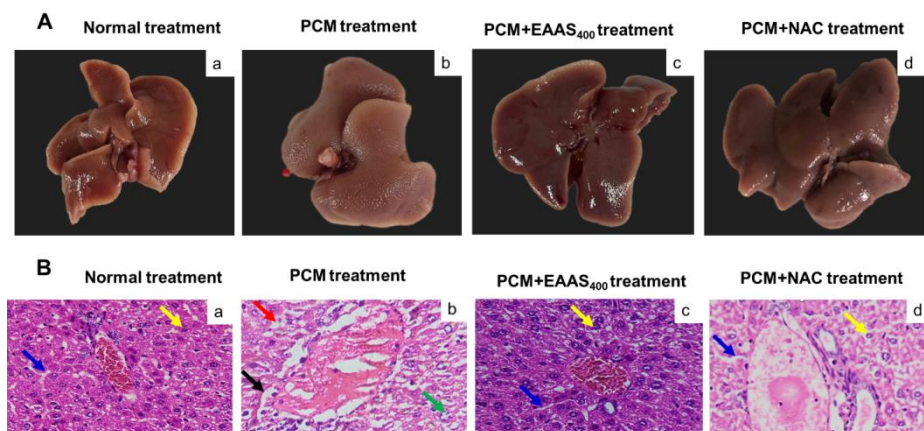 A
Normal treatment
PCM treatment
PCM+EAAS₄₀₀ treatment
PCM+NAC treatment
a
b
c
d
B
Normal treatment
PCM treatment
PCM+EAAS₄₀₀ treatment
PCM+NAC treatment
a
b
c
d